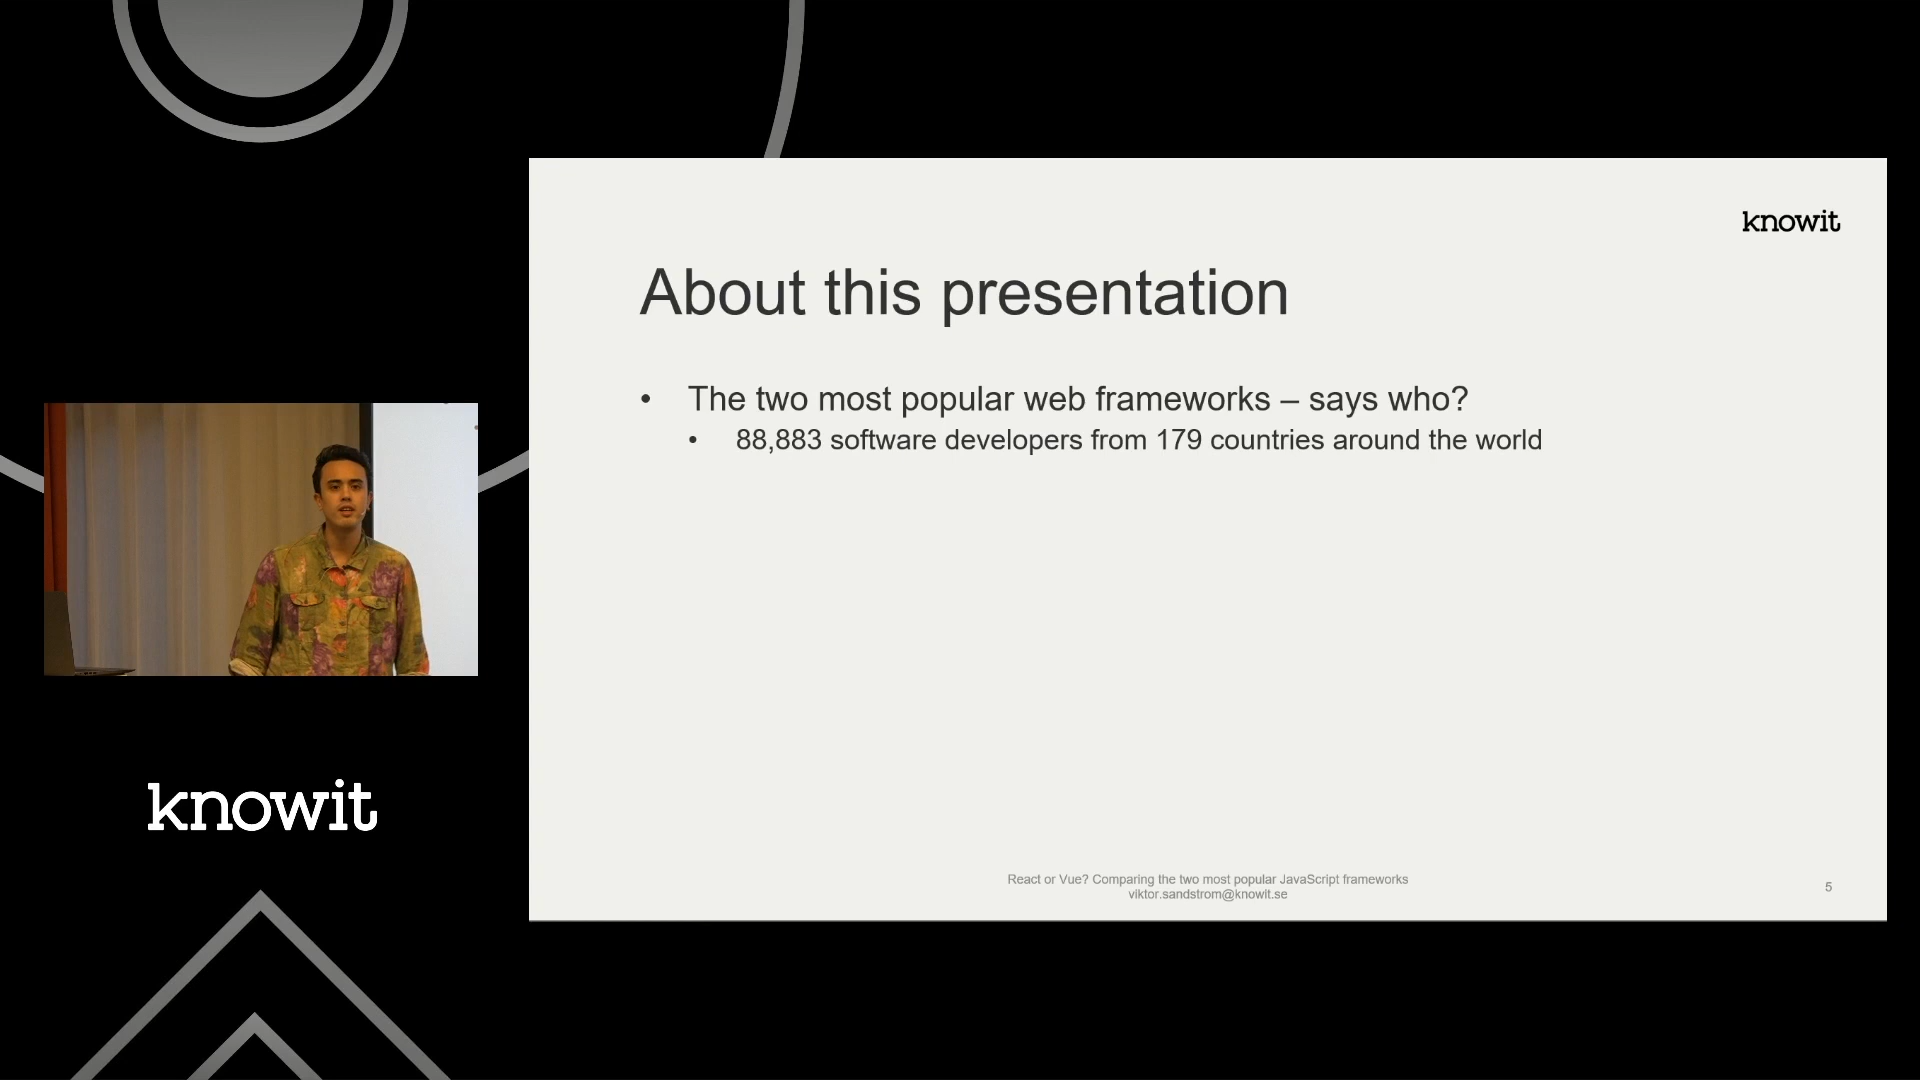 knowit
About this presentation
• The two most popular web frameworks – says who?
• 88,883 software developers from 179 countries around the world
knowit
React or Vue? Comparing the two most popular JavaScript frameworks
viktor.sandstrom@knowit.se
5